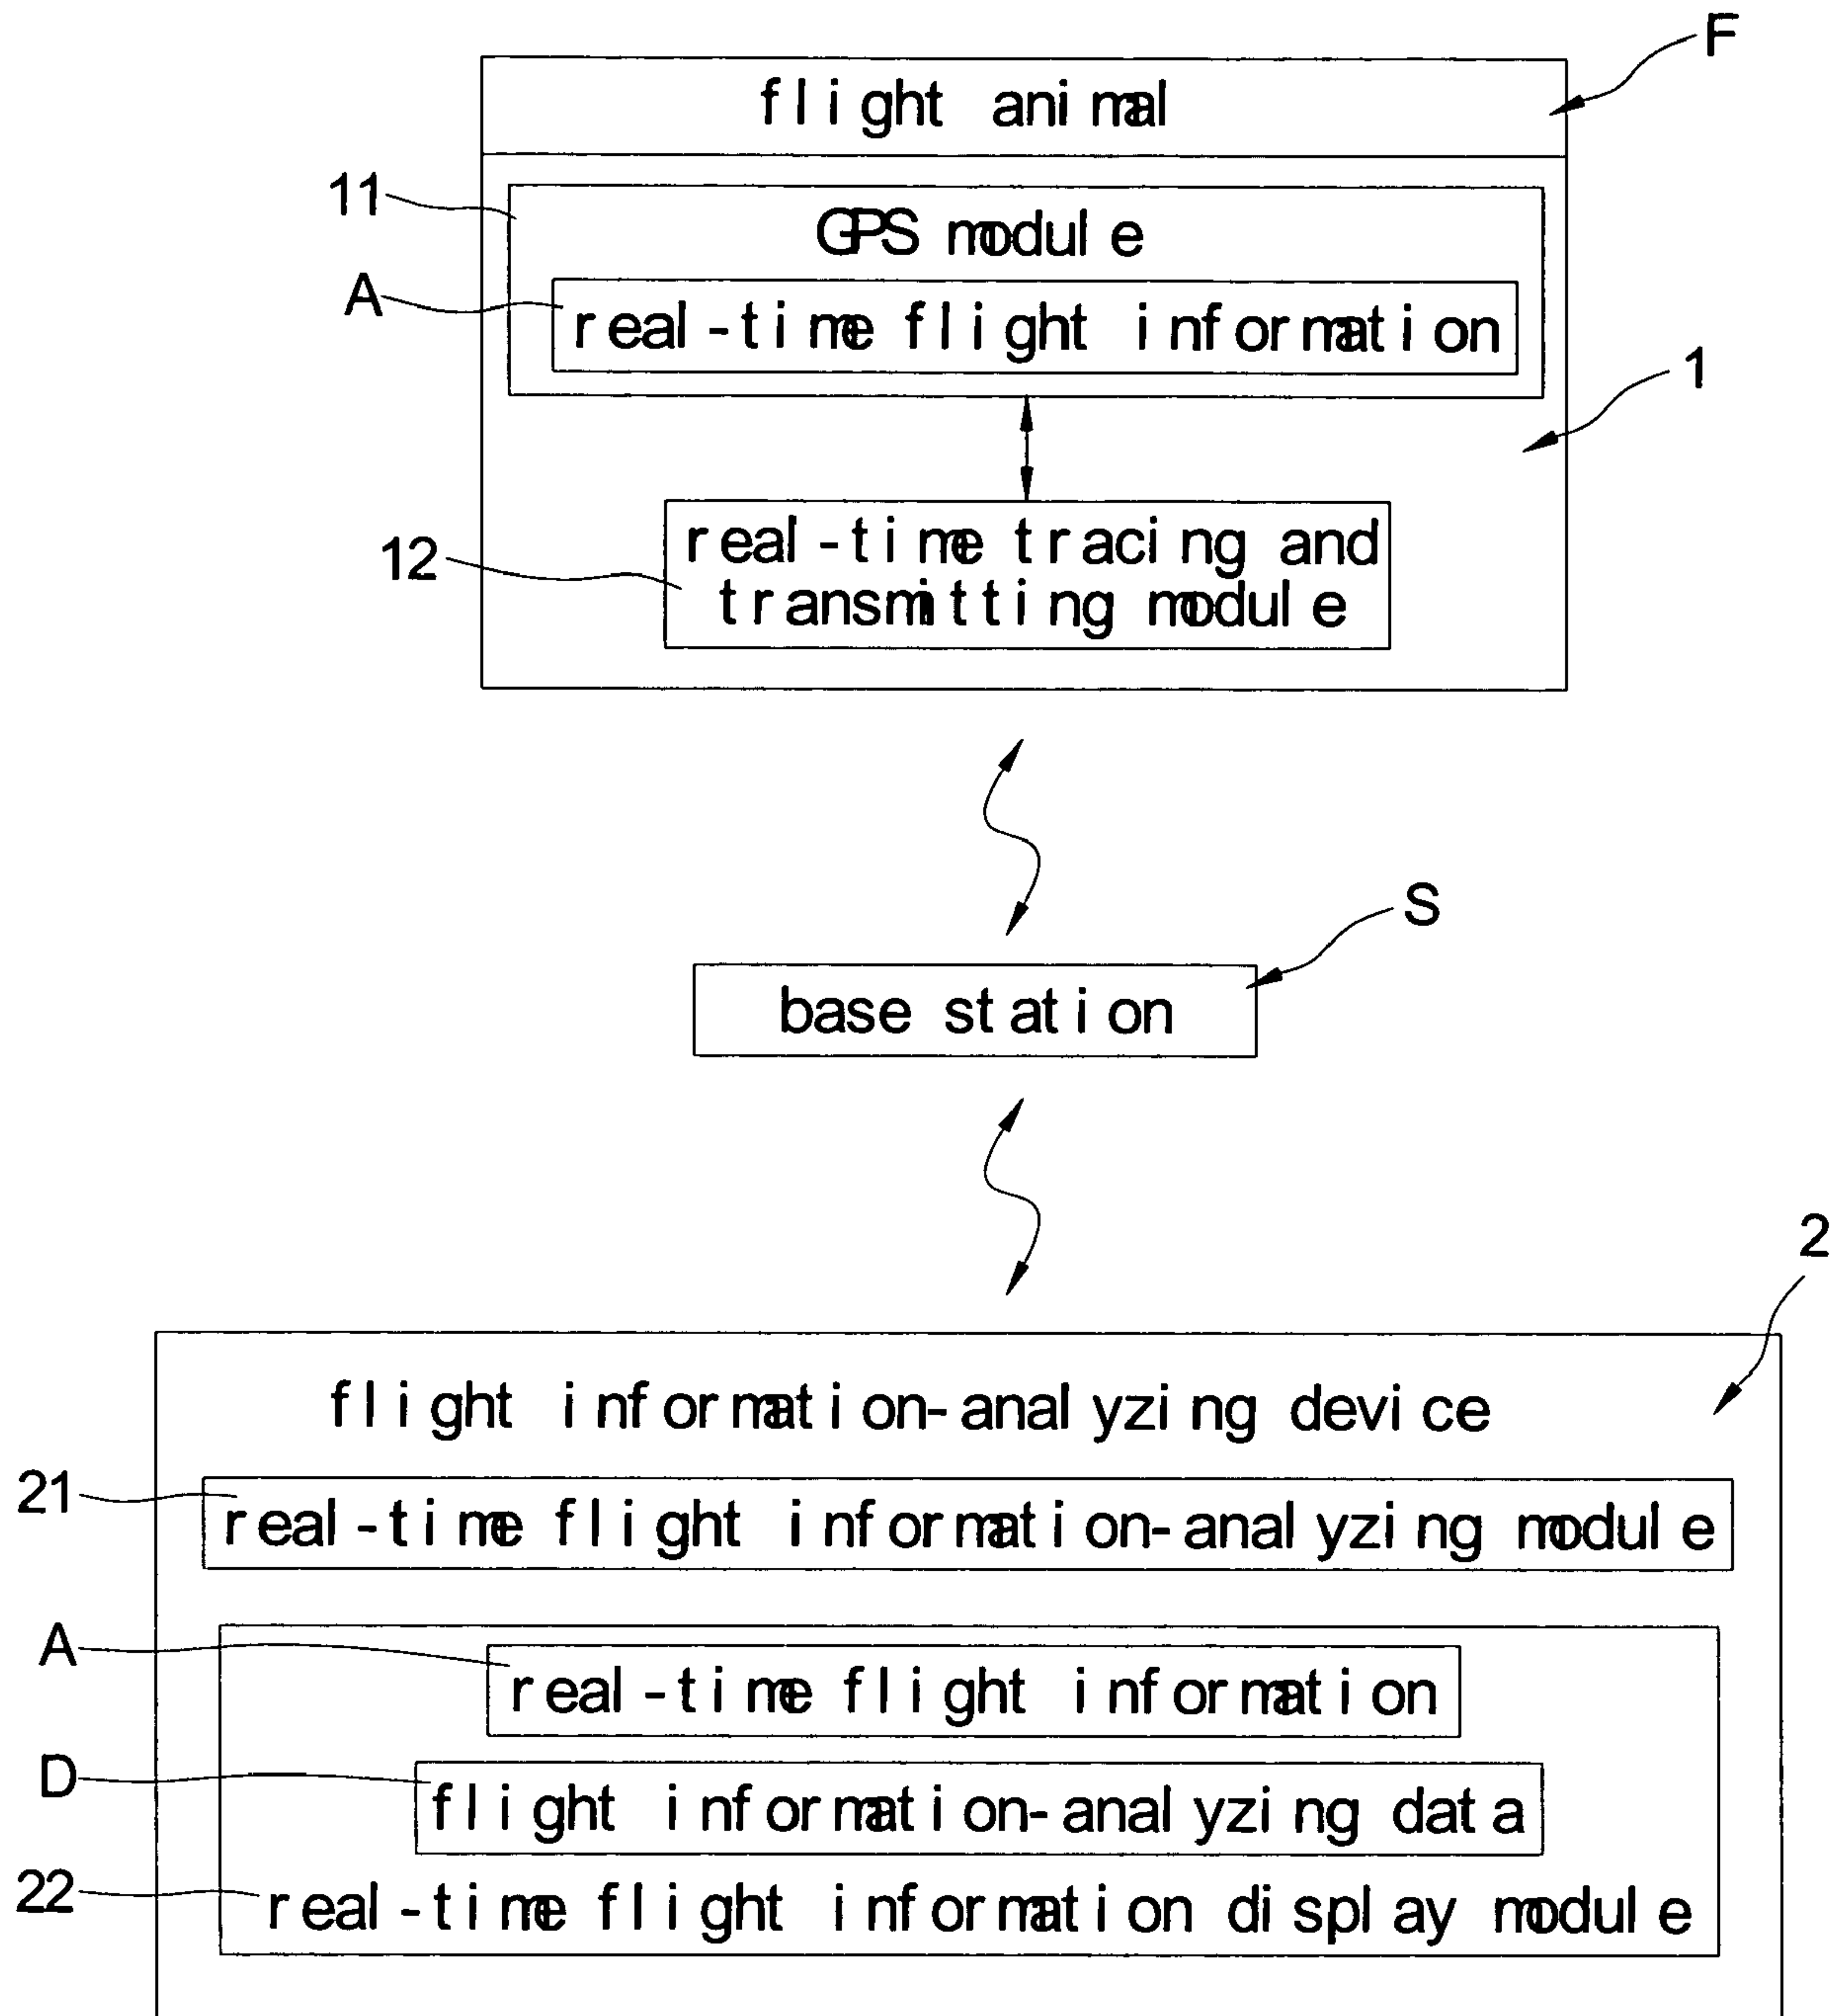 F
flight animal
11
GPS module
A
real-time flight information
1
12
real-time tracing and
transmitting module
S
base station
2
flight information-analyzing device
21
real-time flight information-analyzing module
A
real-time flight information
D
flight information-analyzing data
22
real-time flight information display module